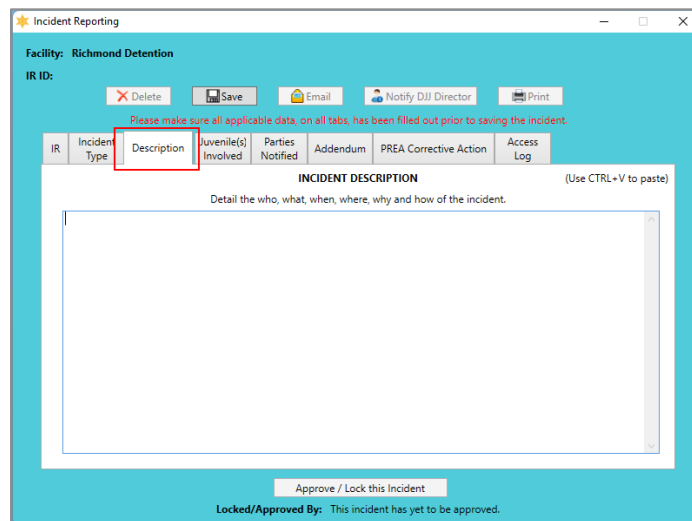 Incident Reporting
Facility: Richmond Detention
IR ID:
Delete Save Email Notify DJJ Director Print
Please make sure all applicable data, on all tabs, has been filled out prior to saving the incident.
IR Incident Type Description Juvenile(s) Involved Parties Notified Addendum PREA Corrective Action Access Log
INCIDENT DESCRIPTION (Use CTRL+V to paste)
Detail the who, what, when, where, why and how of the incident.
Approve / Lock this Incident
Locked/Approved By: This incident has yet to be approved.